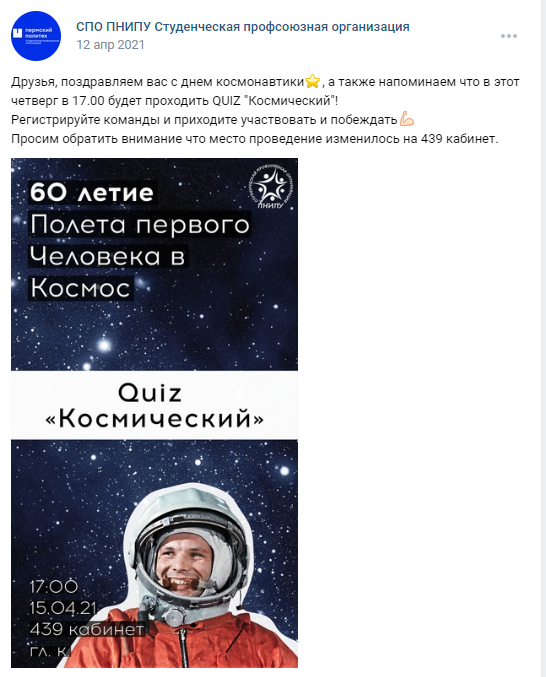 пермский
политех
СПО ПНИПУ Студенческая профсоюзная организация
12 апр 2021
Друзья, поздравляем вас с днем космонавтики⭐, а также напоминаем что в этот
четверг в 17.00 будет проходить QUIZ "Космический"!
Регистрируйте команды и приходите участвовать и побеждать💪🏻
Просим обратить внимание что место проведение изменилось на 439 кабинет.
60 летие
Полета первого
Человека в
Космос
ПНИПУ
Quiz
«Космический»
17:00
15.04.21
439 кабинет
гл. к